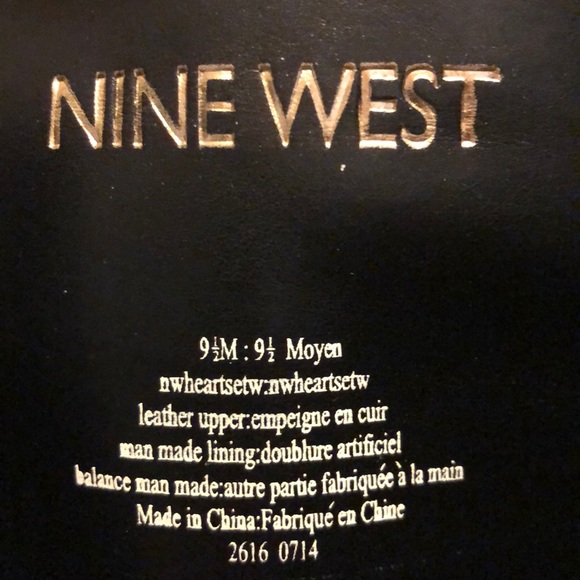 NINE WEST
9½M : 9½ Moyen
nwheartsetw:nwheartsetw
leather upper:empeigne en cuir
man made lining:doublure artificiel
balance man made:autre partie fabriquée à la main
Made in China:Fabriqué en Chine
2616 0714